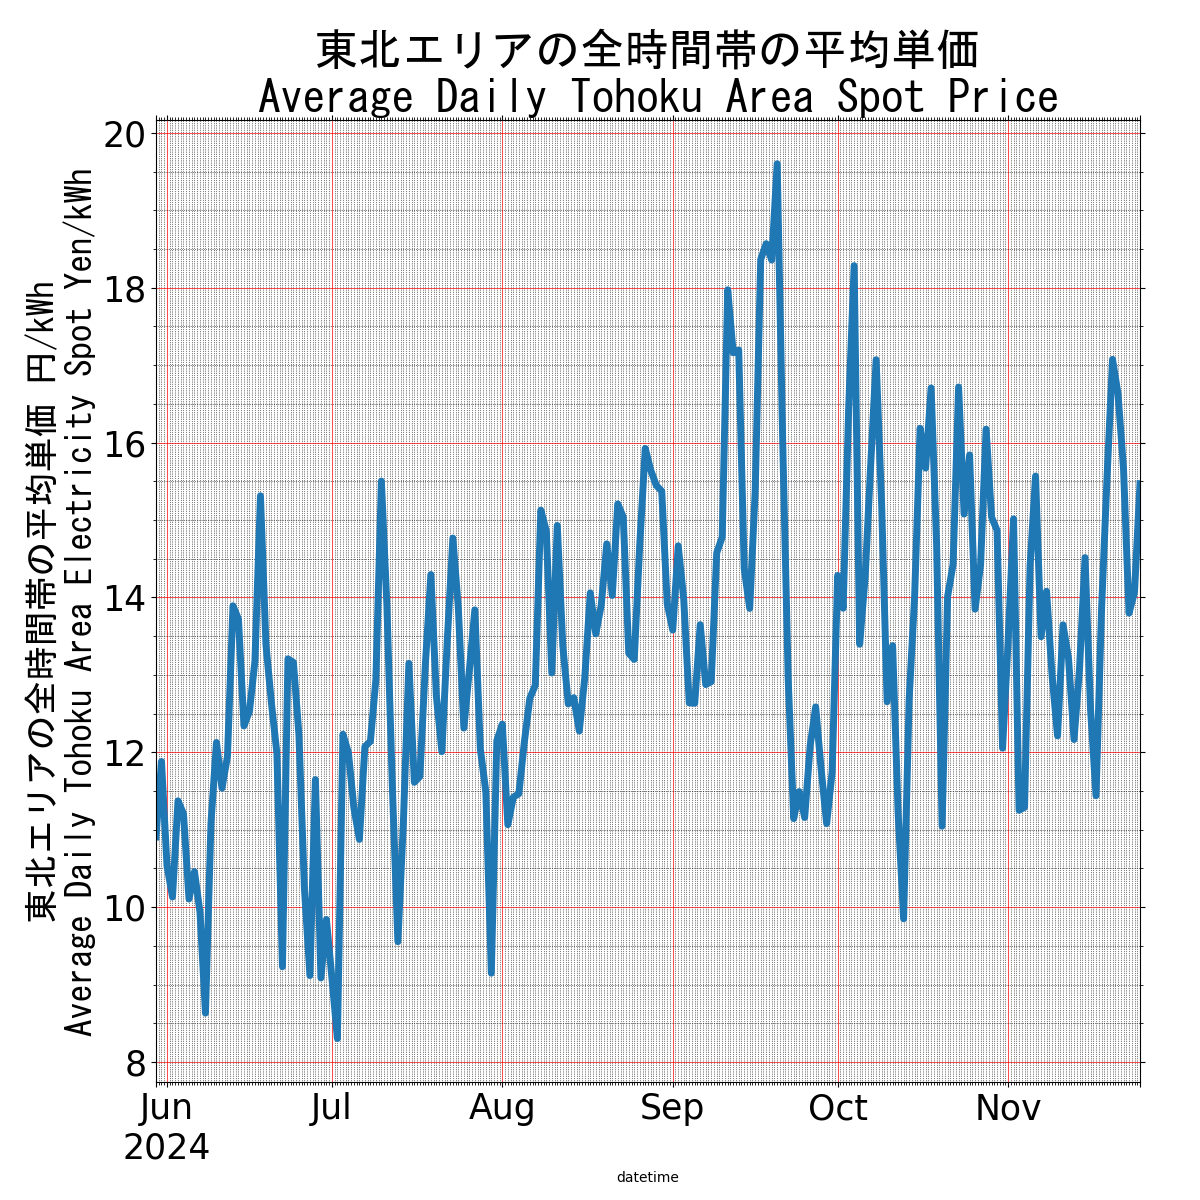 東北エリアの全時間帯の平均単価
Average Daily Tohoku Area Spot Price
東北エリアの全時間帯の平均単価 円/kWh
Average Daily Tohoku Area Electricity Spot Yen/kWh
20
18
16
14
12
10
8
Jun
2024
Jul
Aug
Sep
Oct
Nov
datetime